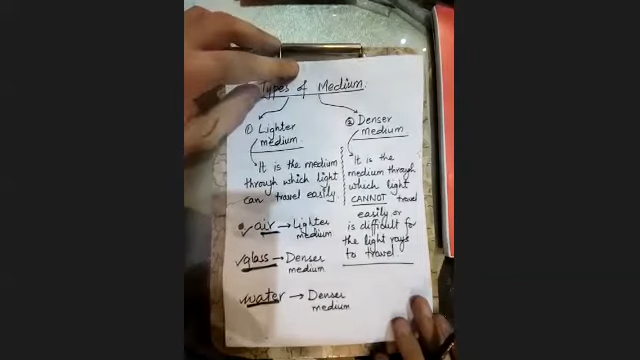 Types of Medium
① Lighter
medium
It is the medium
through which light
can travel easily.
② Denser
medium
It is the
medium through
which light
CANNOT travel
easily or
is difficult for
the light rays
to travel.
air → Lighter
medium
glass → Denser
medium
water → Denser
medium